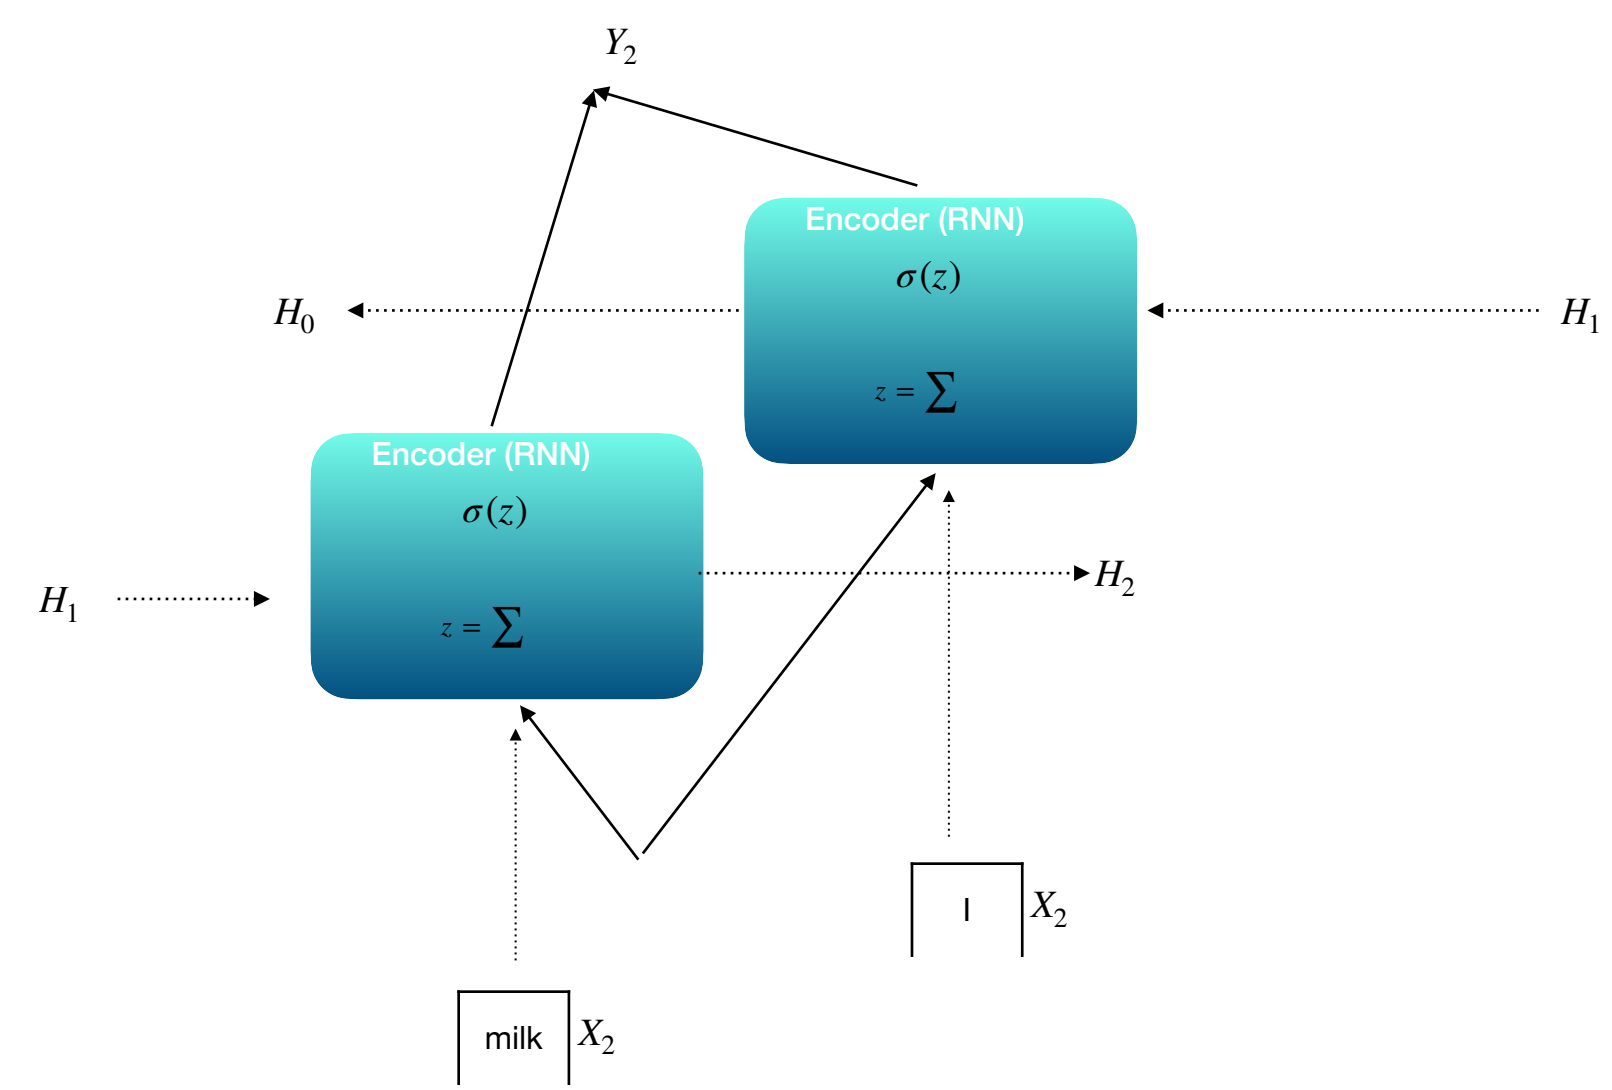 Y₂
Encoder (RNN)
σ(z)
H₀
H₁
z = ∑
Encoder (RNN)
σ(z)
H₂
H₁
z = ∑
I X₂
milk X₂